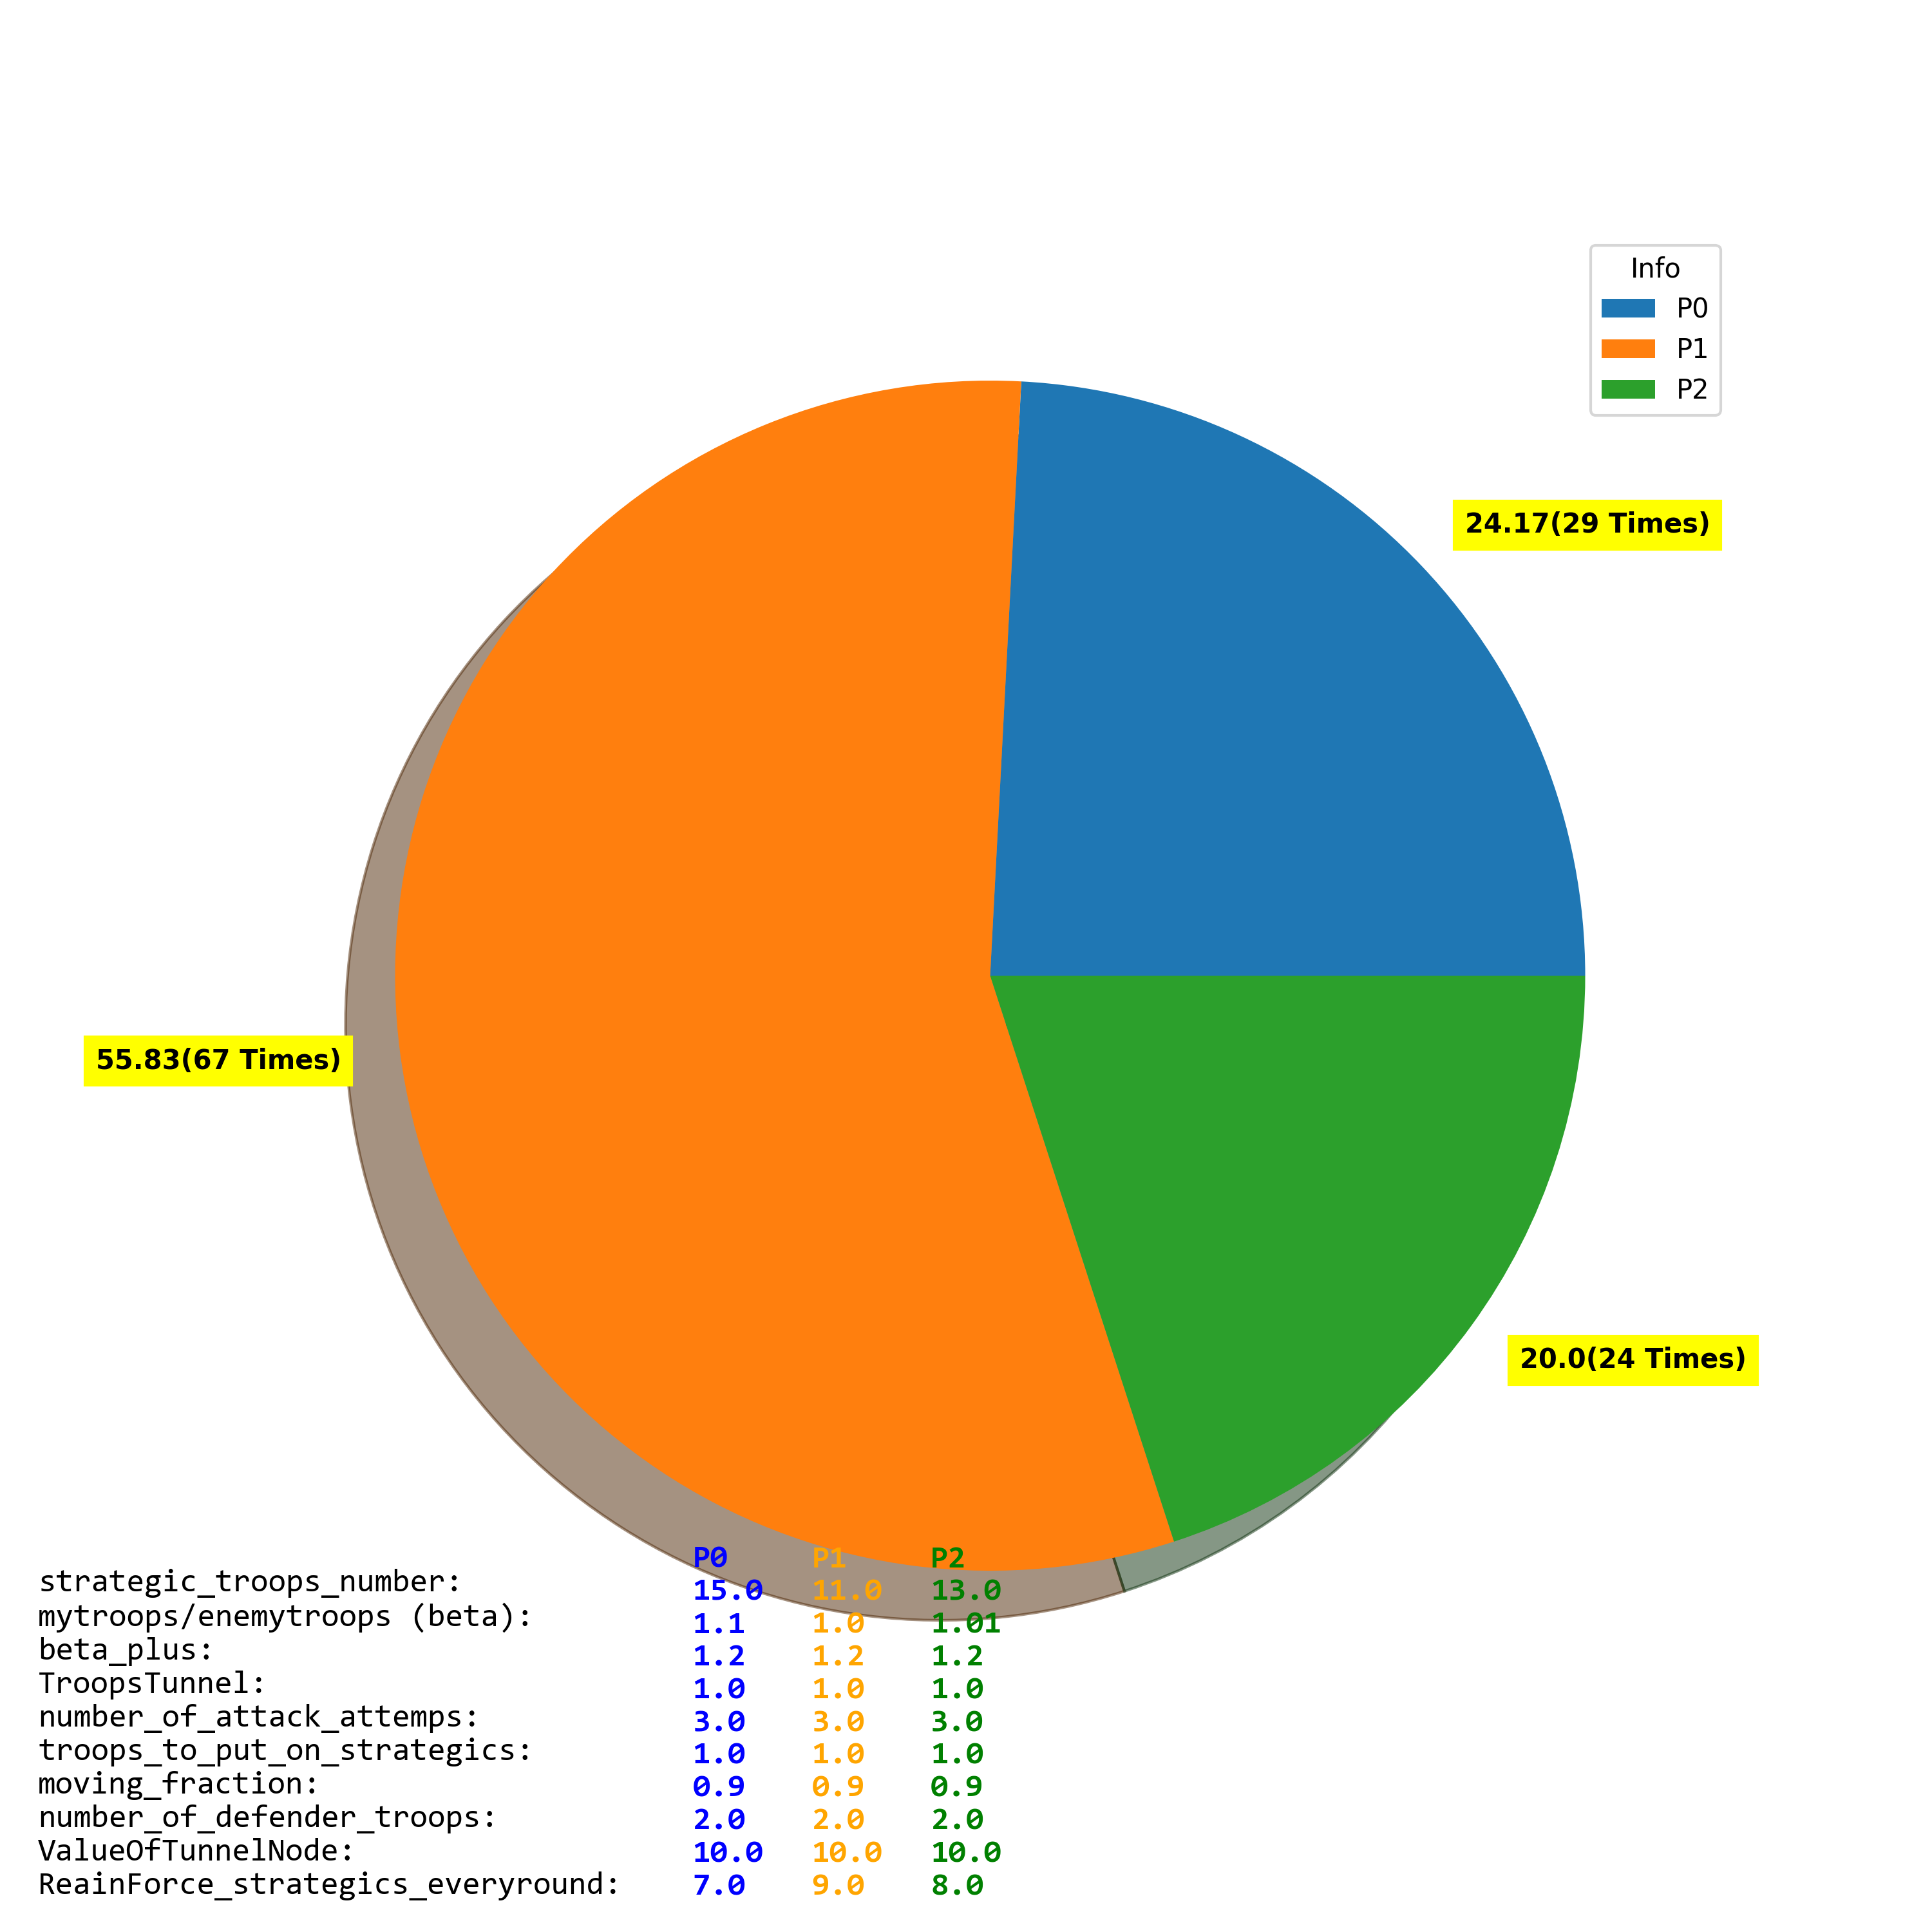 Info
P0
P1
P2
24.17(29 Times)
55.83(67 Times)
20.0(24 Times)
P0 P1 P2
strategic_troops_number: 15.0 11.0 13.0
mytroops/enemytroops (beta): 1.1 1.0 1.01
beta_plus: 1.2 1.2 1.2
TroopsTunnel: 1.0 1.0 1.0
number_of_attack_attemps: 3.0 3.0 3.0
troops_to_put_on_strategics: 1.0 1.0 1.0
moving_fraction: 0.9 0.9 0.9
number_of_defender_troops: 2.0 2.0 2.0
ValueOfTunnelNode: 10.0 10.0 10.0
ReainForce_strategics_everyround: 7.0 9.0 8.0